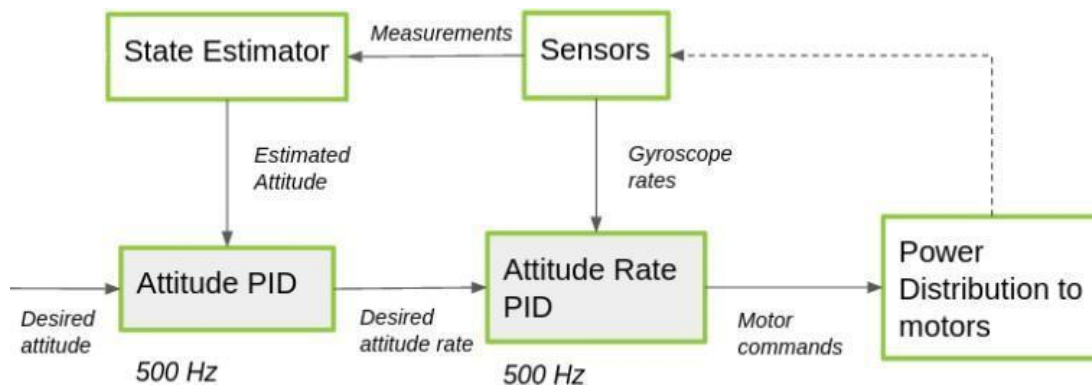 State Estimator
Measurements
Sensors
Estimated
Attitude
Gyroscope
rates
Desired
attitude
Attitude PID
500 Hz
Desired
attitude rate
Attitude Rate
PID
500 Hz
Motor
commands
Power
Distribution to
motors